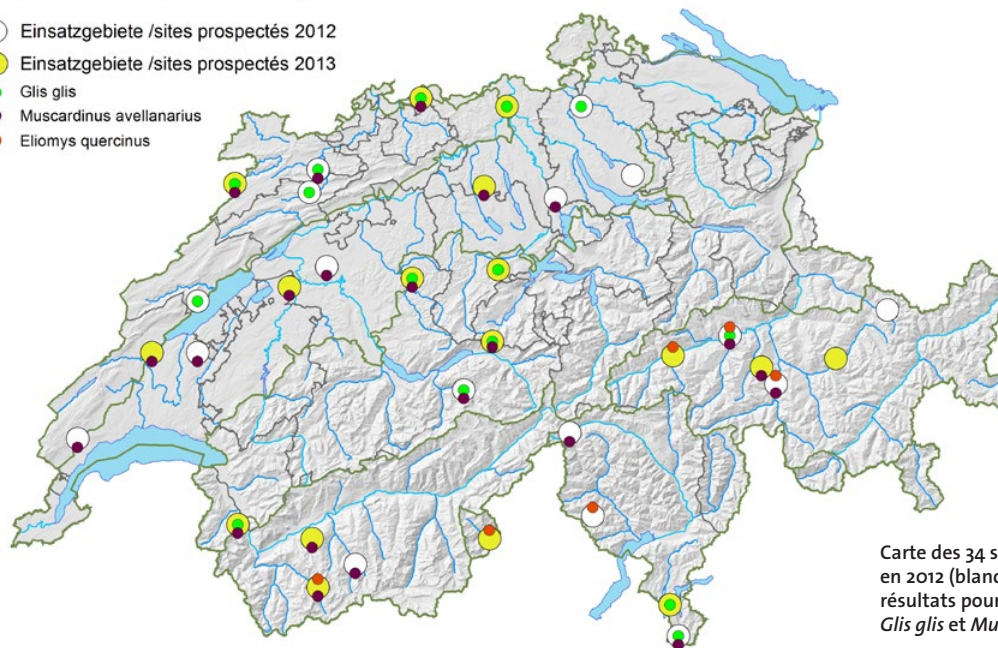 Einsatzgebiete /sites prospectés 2012
Einsatzgebiete /sites prospectés 2013
Glis glis
Muscardinus avellanarius
Eliomys quercinus
Carte des 34 s
en 2012 (blanc
résultats pour
Glis glis et Mu